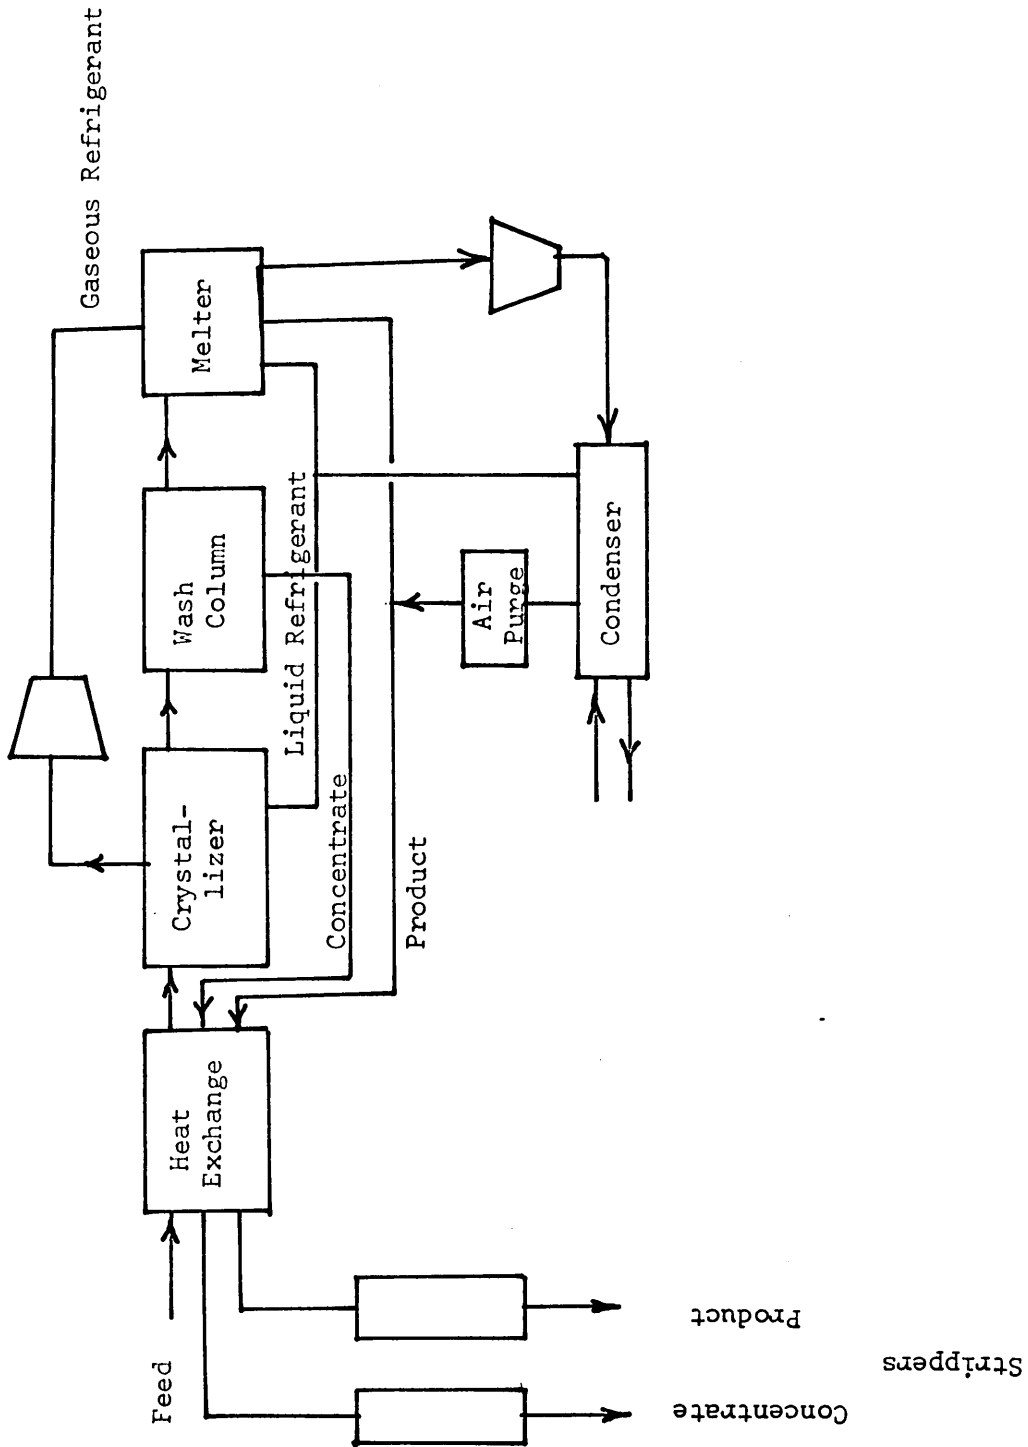 Gaseous Refrigerant
Melter
Wash
Column
Crystal-
lizer
Liquid Refrigerant
Concentrate
Product
Air
Purge
Condenser
Heat
Exchange
Feed
Product
Concentrate
Strippers